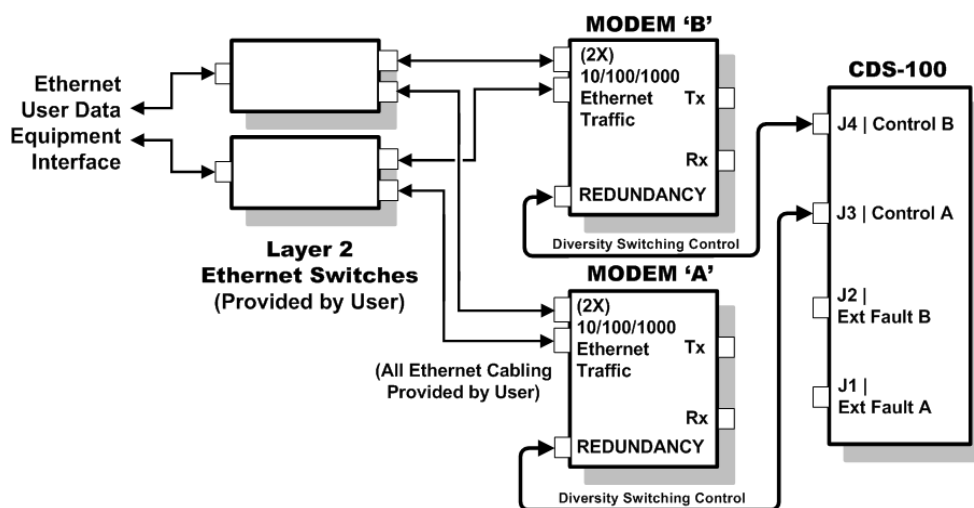 Ethernet
User Data
Equipment
Interface
Layer 2
Ethernet Switches
(Provided by User)
MODEM ‘B’
(2X)
10/100/1000
Ethernet
Traffic
Tx
Rx
REDUNDANCY
Diversity Switching Control
MODEM ‘A’
(2X)
10/100/1000
Ethernet
Traffic
Tx
Rx
REDUNDANCY
Diversity Switching Control
(All Ethernet Cabling
Provided by User)
CDS-100
J4 | Control B
J3 | Control A
J2 |
Ext Fault B
J1 |
Ext Fault A